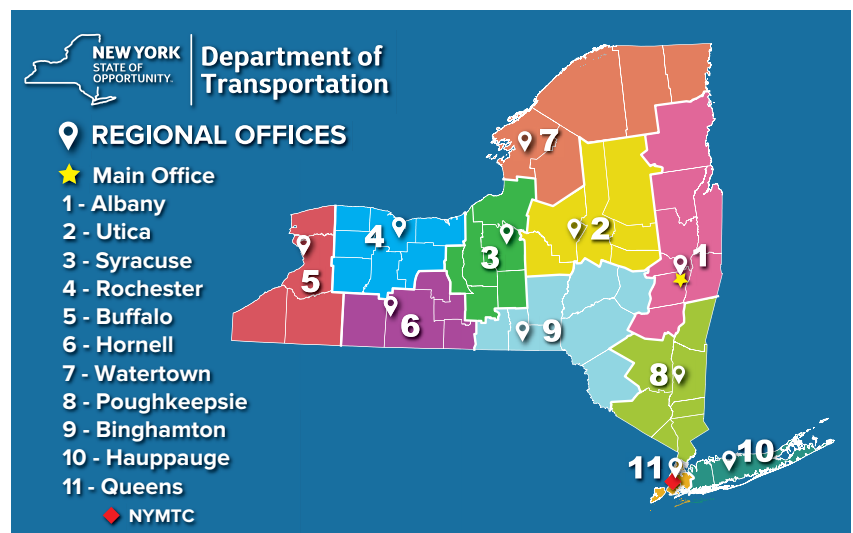 NEW YORK
STATE OF
OPPORTUNITY.
Department of
Transportation
REGIONAL OFFICES
Main Office
1 - Albany
2 - Utica
3 - Syracuse
4 - Rochester
5 - Buffalo
6 - Hornell
7 - Watertown
8 - Poughkeepsie
9 - Binghamton
10 - Hauppauge
11 - Queens
NYMTC
7
2
4
3
1
5
6
9
8
10
11